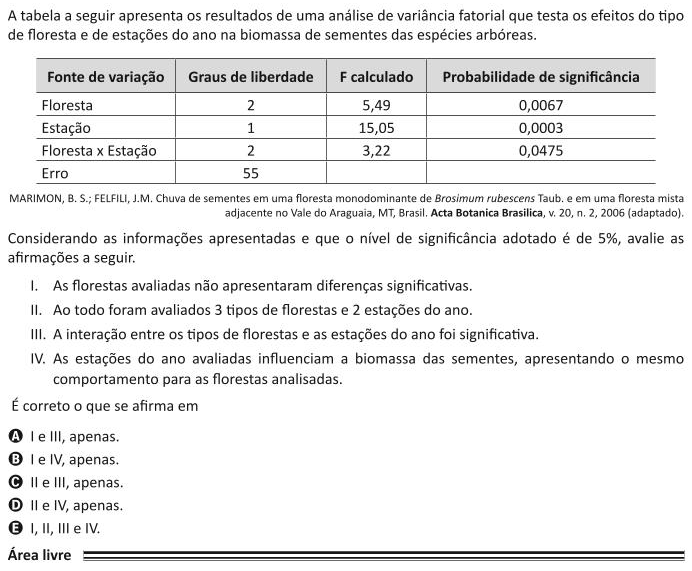 A tabela a seguir apresenta os resultados de uma análise de variância fatorial que testa os efeitos do tipo
de floresta e de estações do ano na biomassa de sementes das espécies arbóreas.
Fonte de variação Graus de liberdade F calculado Probabilidade de significância
Floresta 2 5,49 0,0067
Estação 1 15,05 0,0003
Floresta x Estação 2 3,22 0,0475
Erro 55
MARIMON, B. S.; FELFILI, J.M. Chuva de sementes em uma floresta monodominante de Brosimum rubescens Taub. e em uma floresta mista
adjacente no Vale do Araguaia, MT, Brasil. Acta Botanica Brasilica, v. 20, n. 2, 2006 (adaptado).
Considerando as informações apresentadas e que o nível de significância adotado é de 5%, avalie as
afirmações a seguir.
I. As florestas avaliadas não apresentaram diferenças significativas.
II. Ao todo foram avaliados 3 tipos de florestas e 2 estações do ano.
III. A interação entre os tipos de florestas e as estações do ano foi significativa.
IV. As estações do ano avaliadas influenciam a biomassa das sementes, apresentando o mesmo
comportamento para as florestas analisadas.
É correto o que se afirma em
A I e III, apenas.
B I e IV, apenas.
C II e III, apenas.
D II e IV, apenas.
E I, II, III e IV.
Área livre